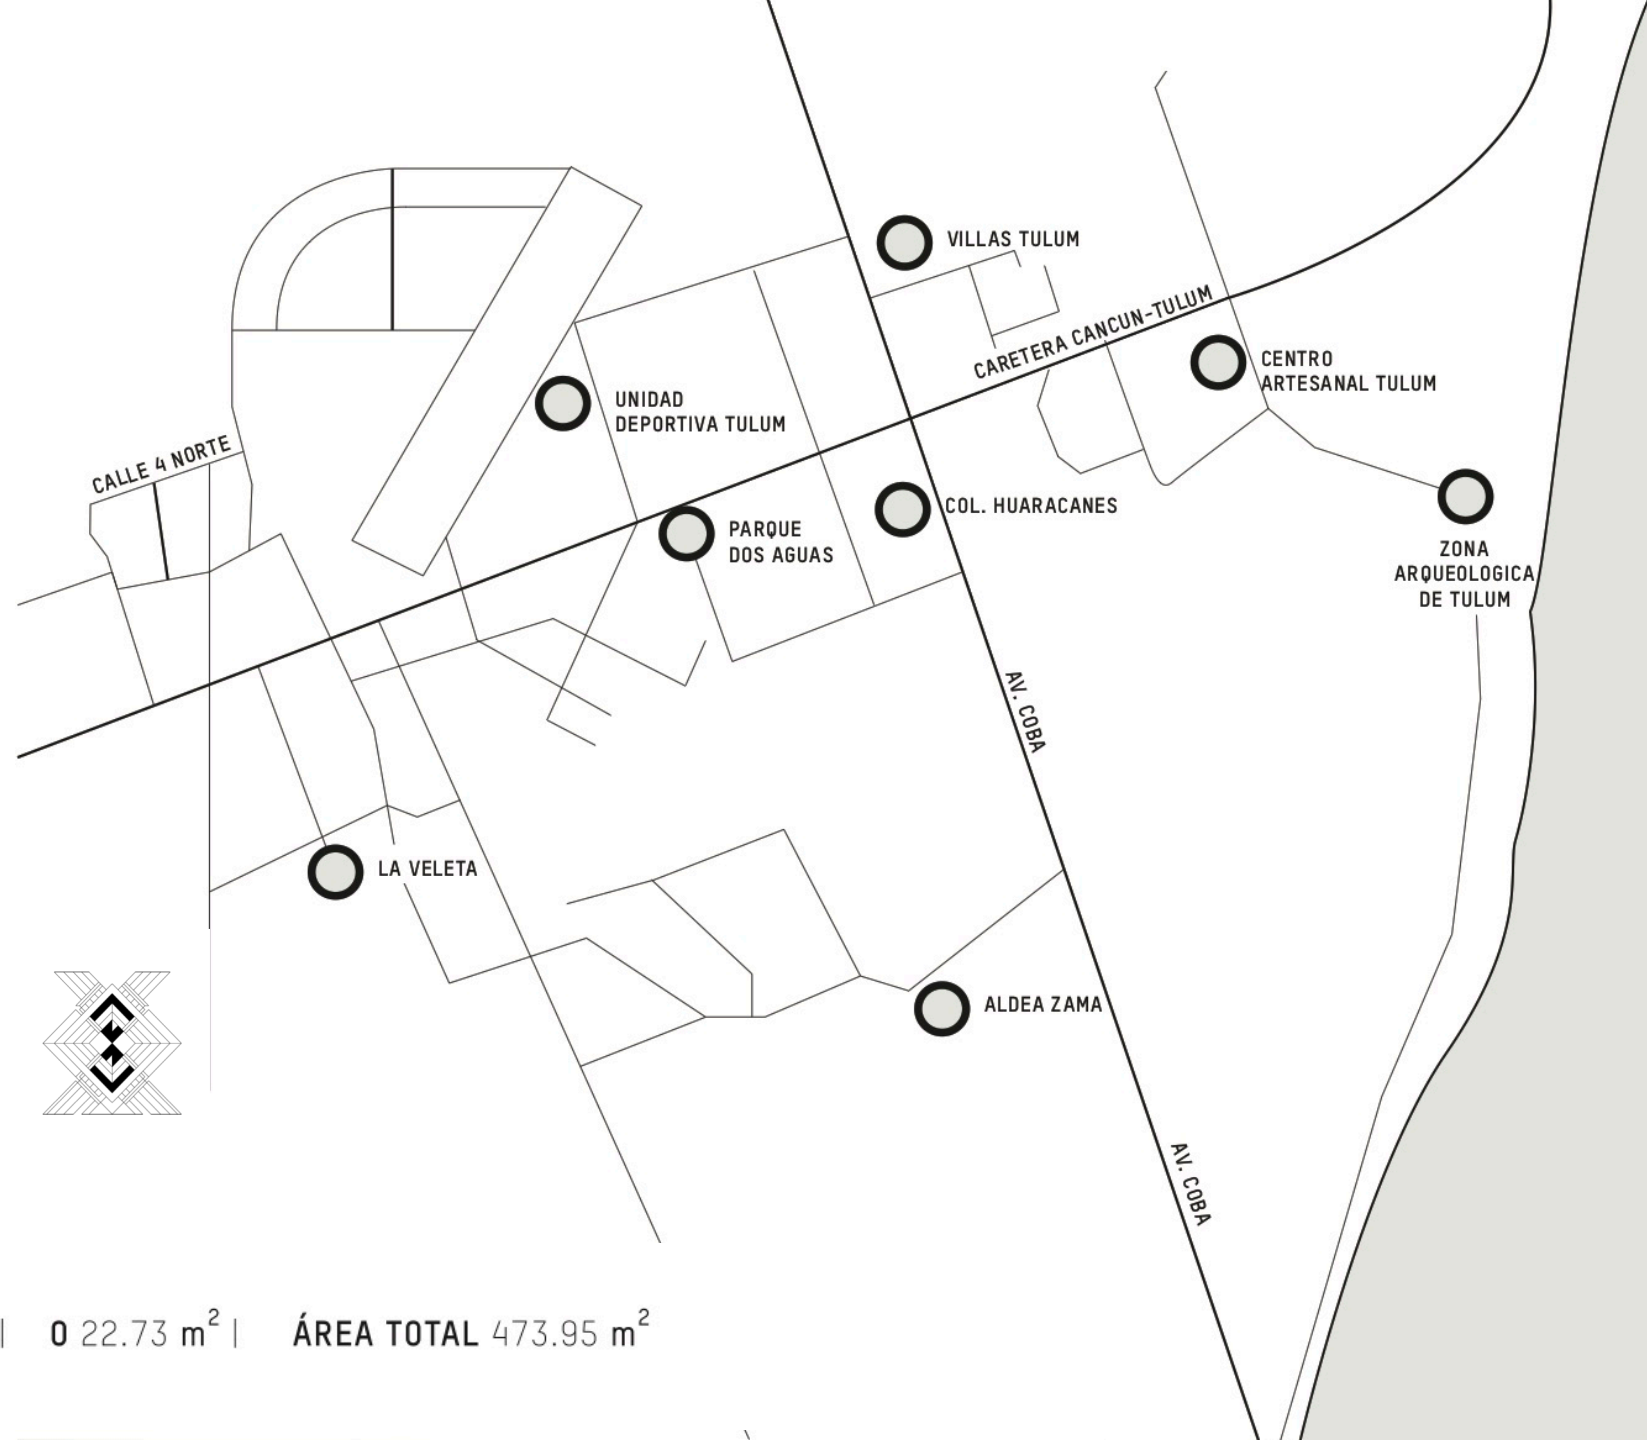 VILLAS TULUM
CARETERA CANCUN-TULUM
CENTRO
ARTESANAL TULUM
UNIDAD
DEPORTIVA TULUM
CALLE 4 NORTE
COL. HUARACANES
PARQUE
DOS AGUAS
ZONA
ARQUEOLOGICA
DE TULUM
AV. COBA
LA VELETA
ALDEA ZAMA
AV. COBA
| O 22.73 m² | ÁREA TOTAL 473.95 m²